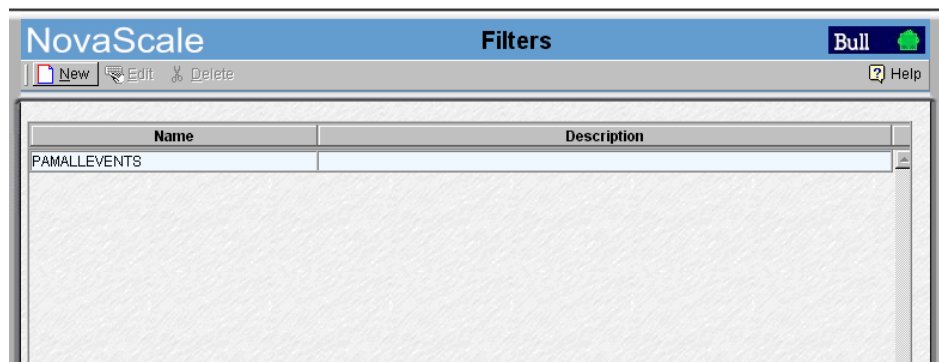 NovaScale Filters Bull
New Edit Delete Help
Name Description
PAMALLEVENTS